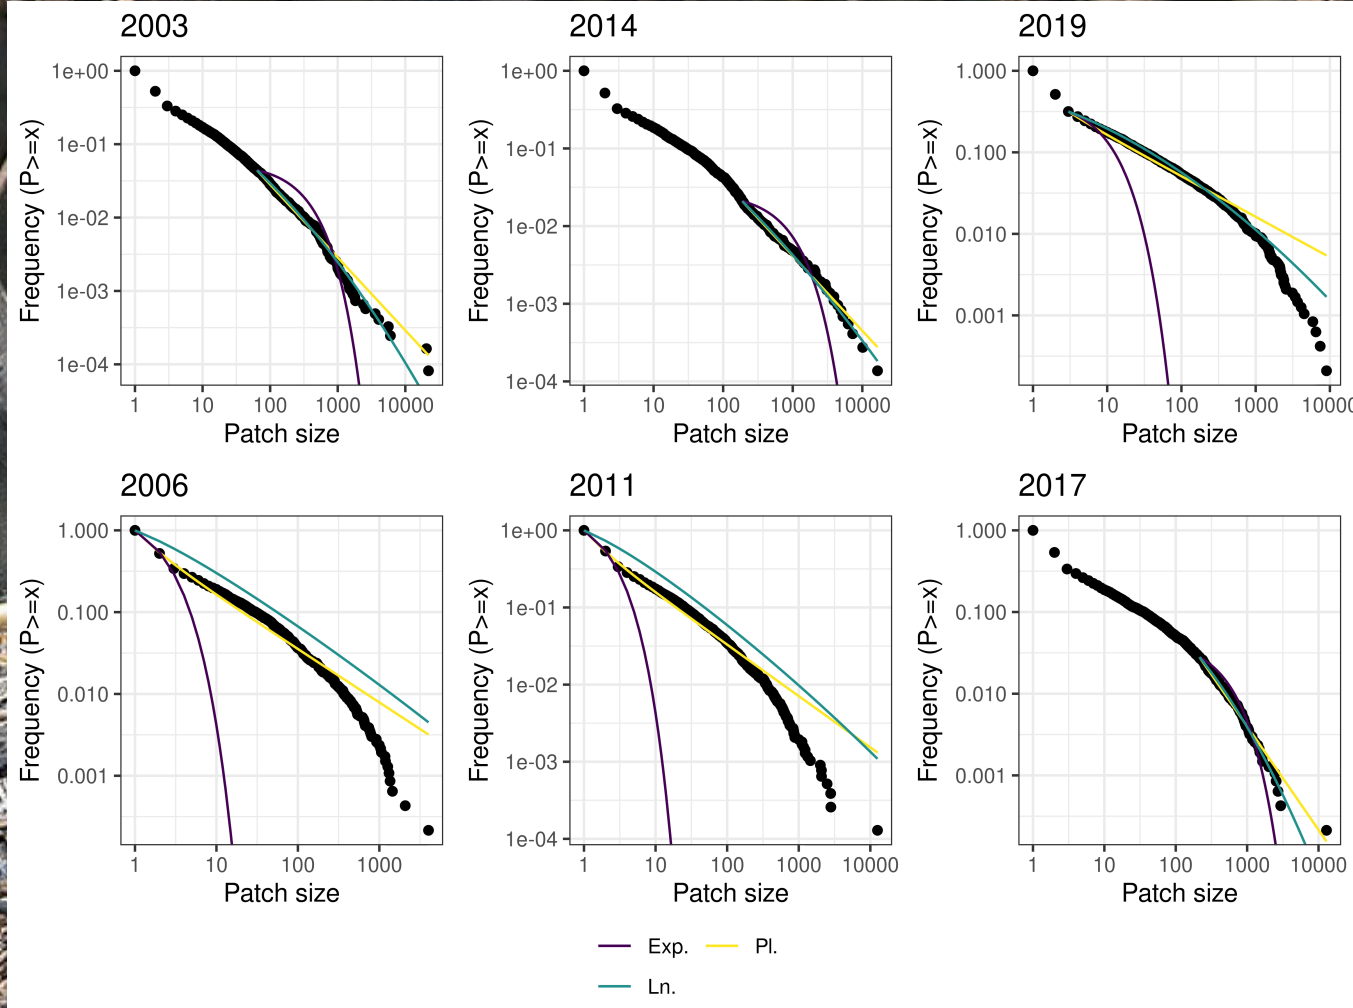 2003
2014
2019
Frequency (P>=x)
1e+00
1e-01
1e-02
1e-03
1e-04
1
10
100
1000
10000
Patch size
Frequency (P>=x)
1e+00
1e-01
1e-02
1e-03
1e-04
1
10
100
1000
10000
Patch size
Frequency (P>=x)
1.000
0.100
0.010
0.001
1
10
100
1000
10000
Patch size
2006
2011
2017
Frequency (P>=x)
1.000
0.100
0.010
0.001
1
10
100
1000
Patch size
Frequency (P>=x)
1e+00
1e-01
1e-02
1e-03
1e-04
1
10
100
1000
10000
Patch size
Frequency (P>=x)
1.000
0.100
0.010
0.001
1
10
100
1000
10000
Patch size
Exp.
Pl.
Ln.